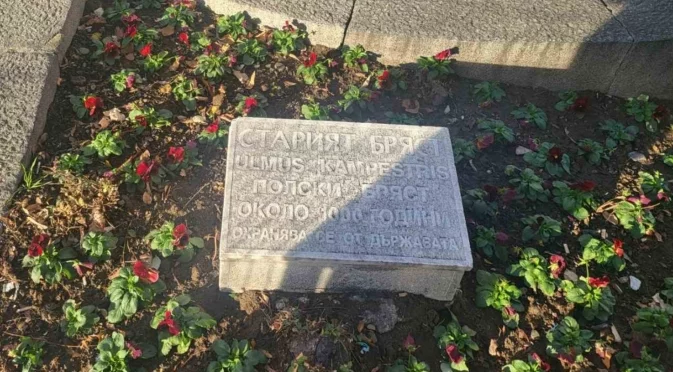 СТАРИЯТ БРЯСТ
ULMUS KAMPESTRIS
ПОЛСКИ БРЯСТ
ОКОЛО 1000 ГОДИНИ
ОХРАНЯВА СЕ ОТ ДЪРЖАВАТА